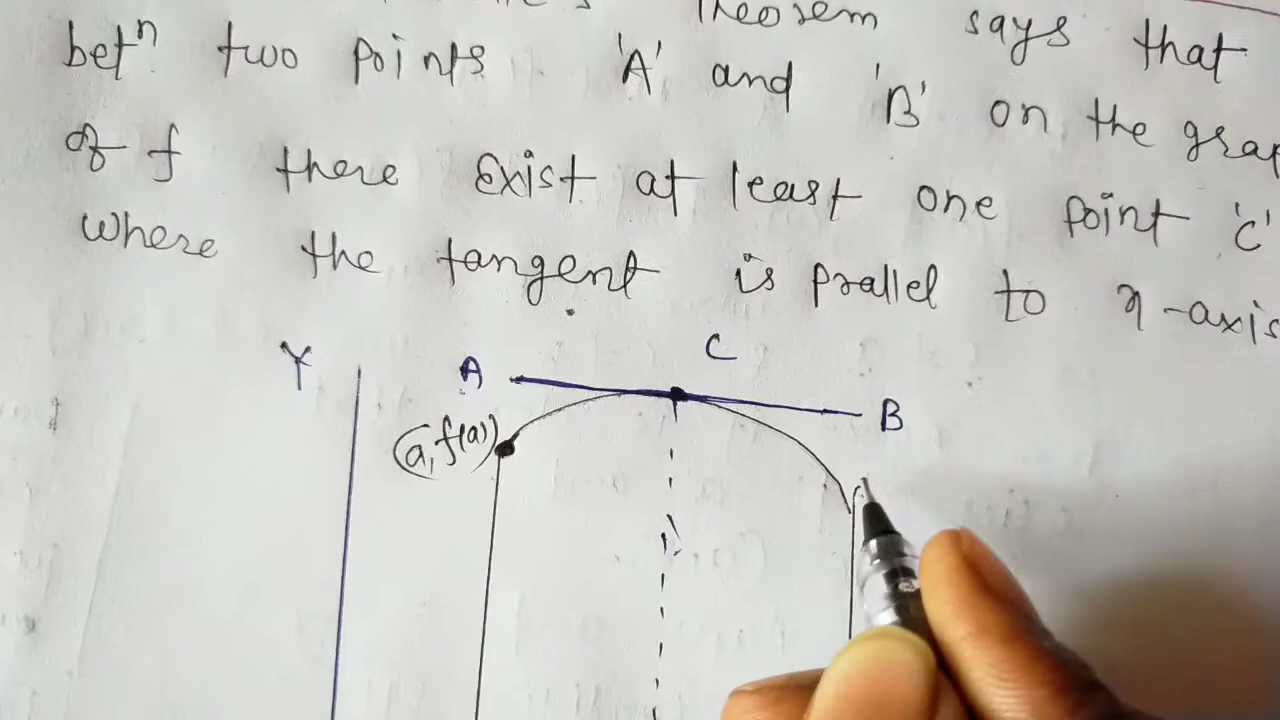 Theorem says that
betⁿ two points 'A' and 'B' on the
of f there Exist at least one point 'c'
where the tangent is prallel to x-axis
Y
C
A
B
(a, f(a))